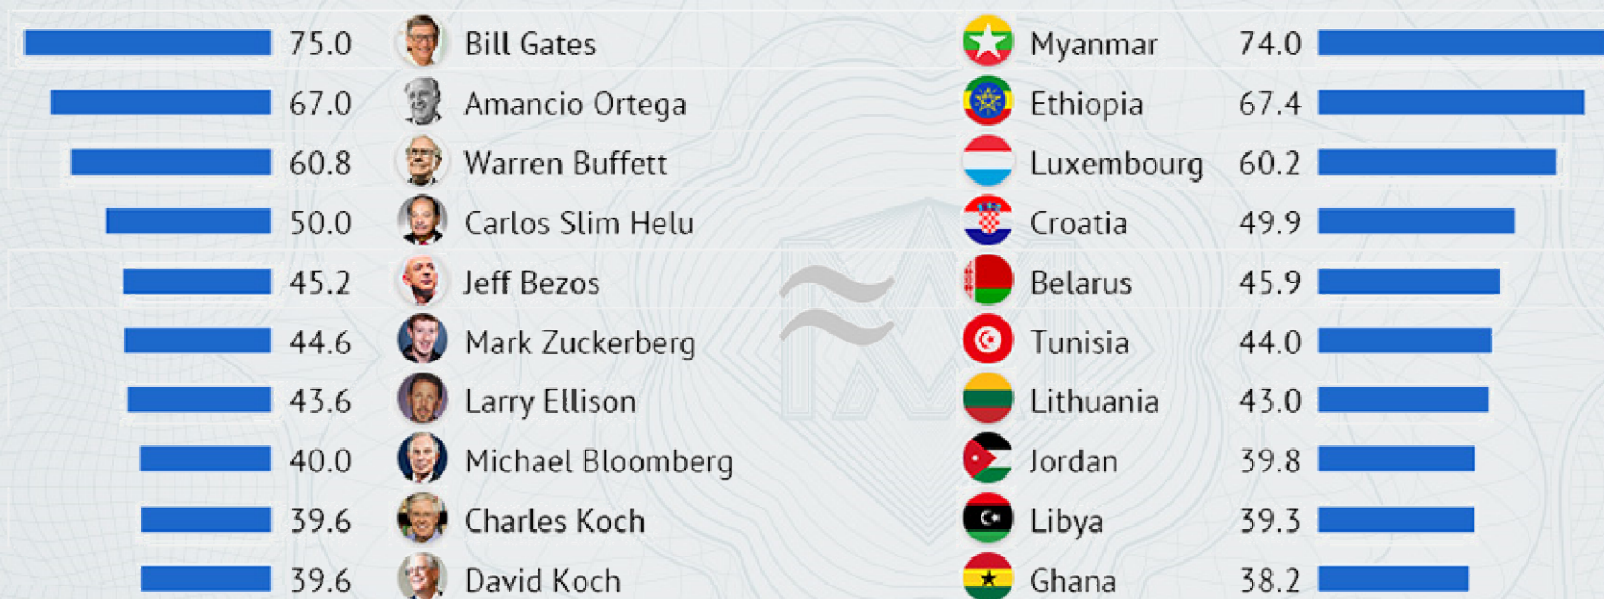 75.0 Bill Gates Myanmar 74.0
67.0 Amancio Ortega Ethiopia 67.4
60.8 Warren Buffett Luxembourg 60.2
50.0 Carlos Slim Helu Croatia 49.9
45.2 Jeff Bezos Belarus 45.9
44.6 Mark Zuckerberg Tunisia 44.0
43.6 Larry Ellison Lithuania 43.0
40.0 Michael Bloomberg Jordan 39.8
39.6 Charles Koch Libya 39.3
39.6 David Koch Ghana 38.2